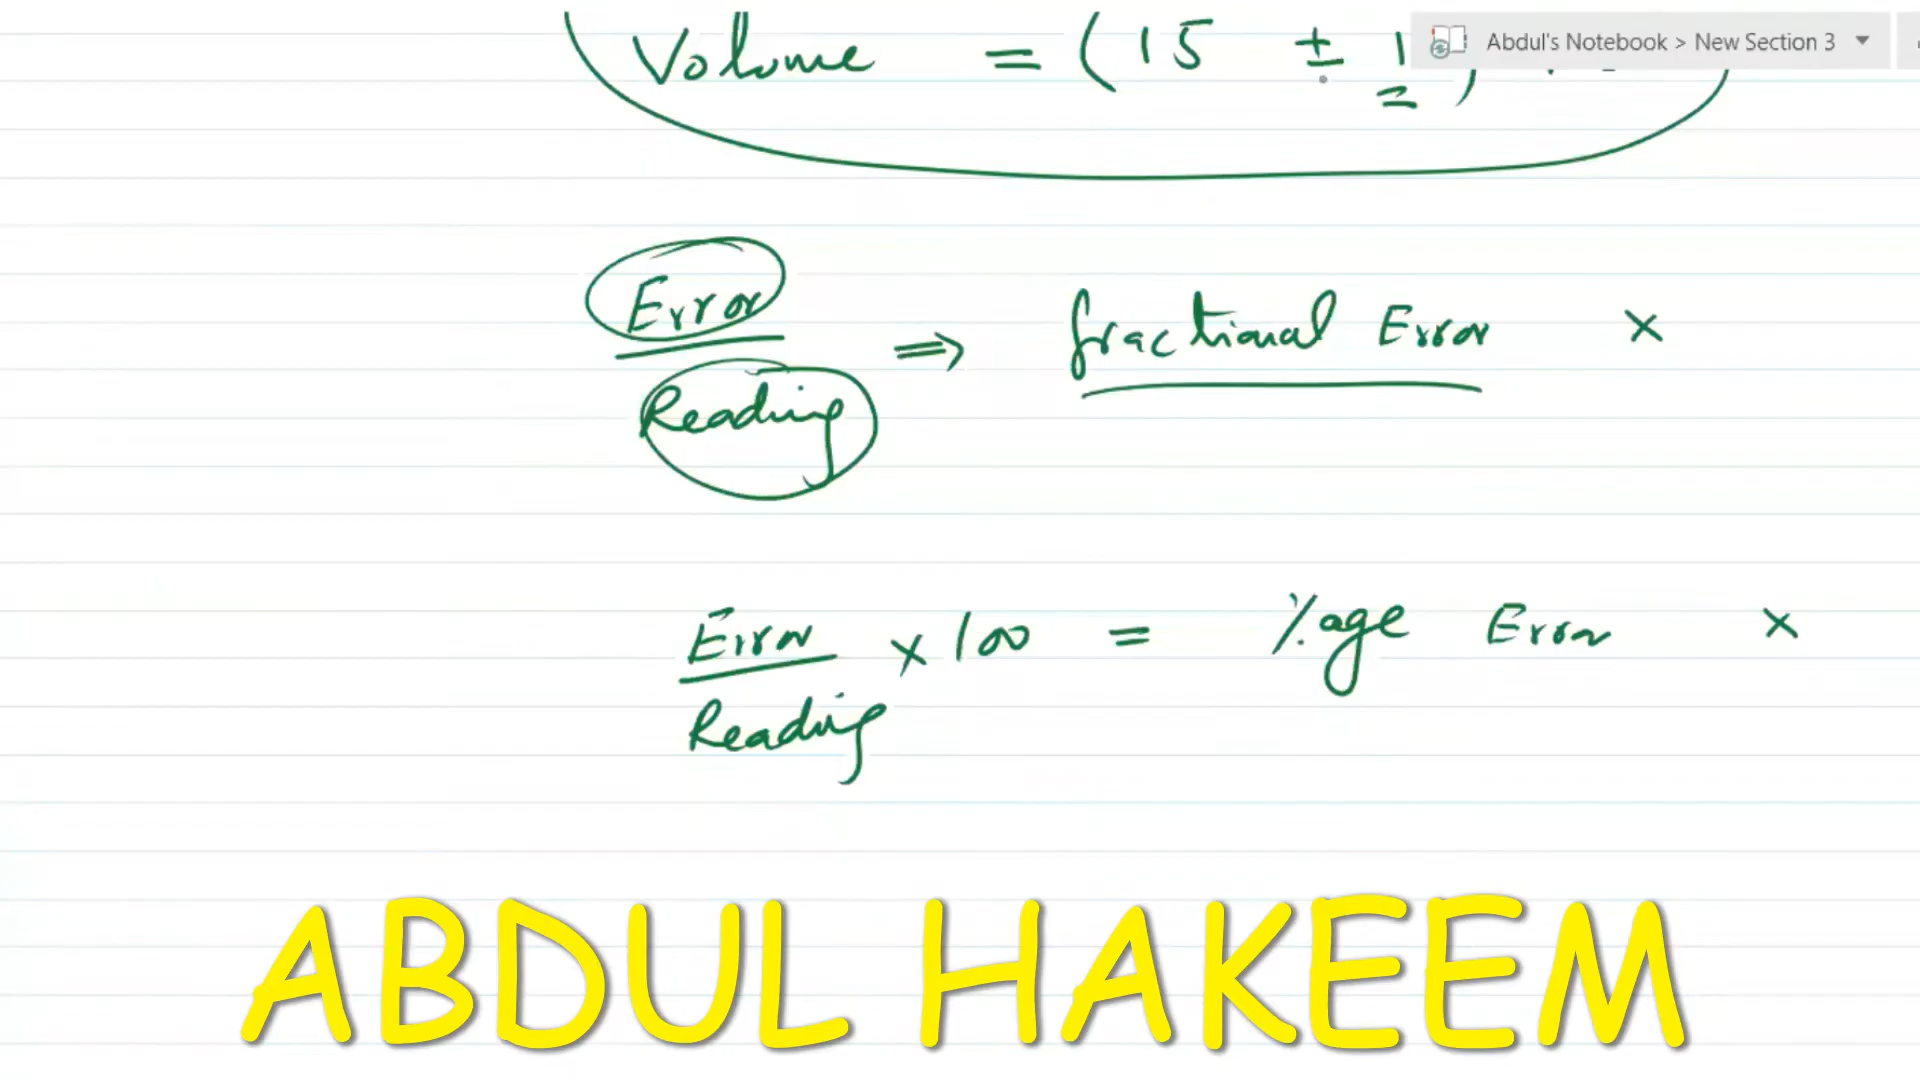 Abdul's Notebook > New Section 3
Volume = (15 ± 1)
Error
Reading
⇒ fractional Error ×
Error
Reading
× 100 = %age Error ×
ABDUL HAKEEM